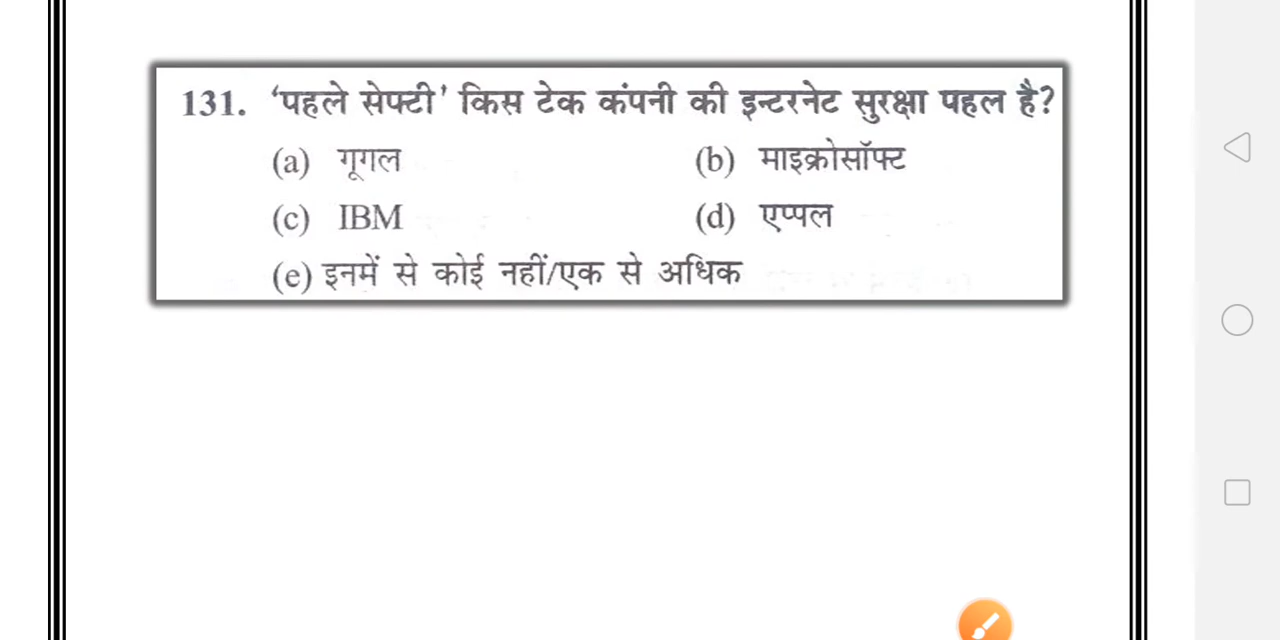 131. 'पहले सेफ्टी' किस टेक कंपनी की इन्टरनेट सुरक्षा पहल है?
(a) गूगल (b) माइक्रोसॉफ्ट
(c) IBM (d) एप्पल
(e) इनमें से कोई नहीं/एक से अधिक